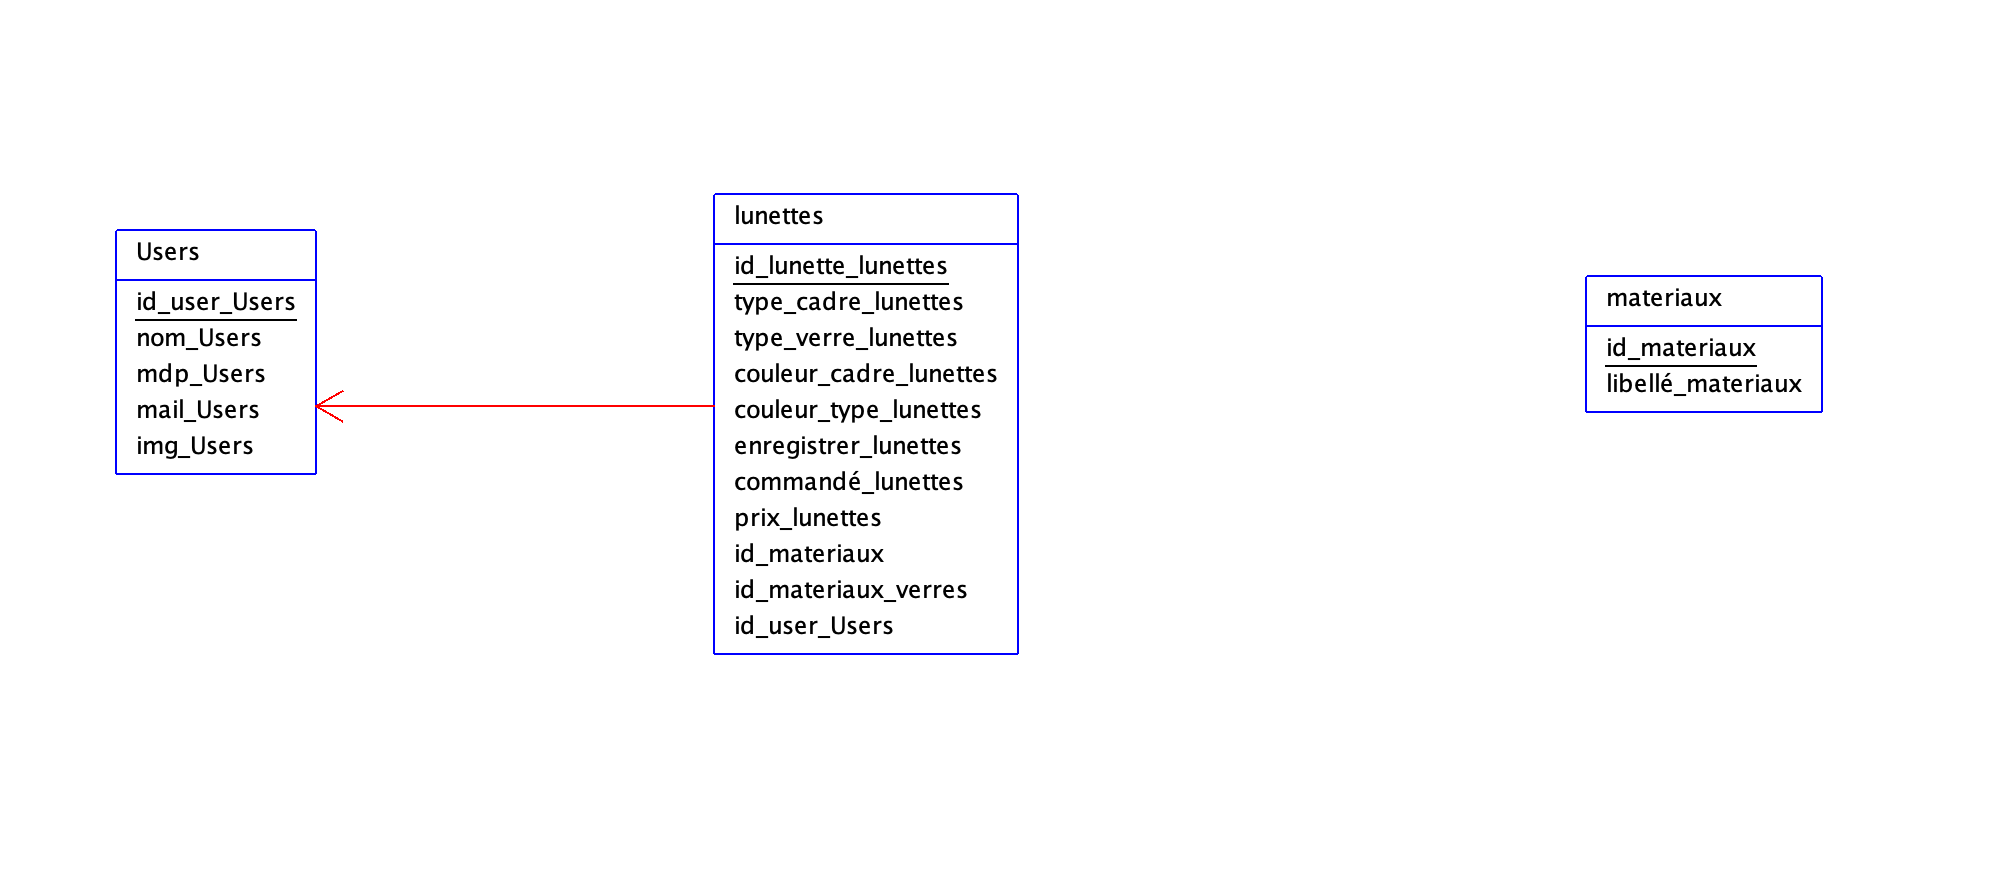 Users
id_user_Users
nom_Users
mdp_Users
mail_Users
img_Users
lunettes
id_lunette_lunettes
type_cadre_lunettes
type_verre_lunettes
couleur_cadre_lunettes
couleur_type_lunettes
enregistrer_lunettes
commandé_lunettes
prix_lunettes
id_materiaux
id_materiaux_verres
id_user_Users
materiaux
id_materiaux
libellé_materiaux